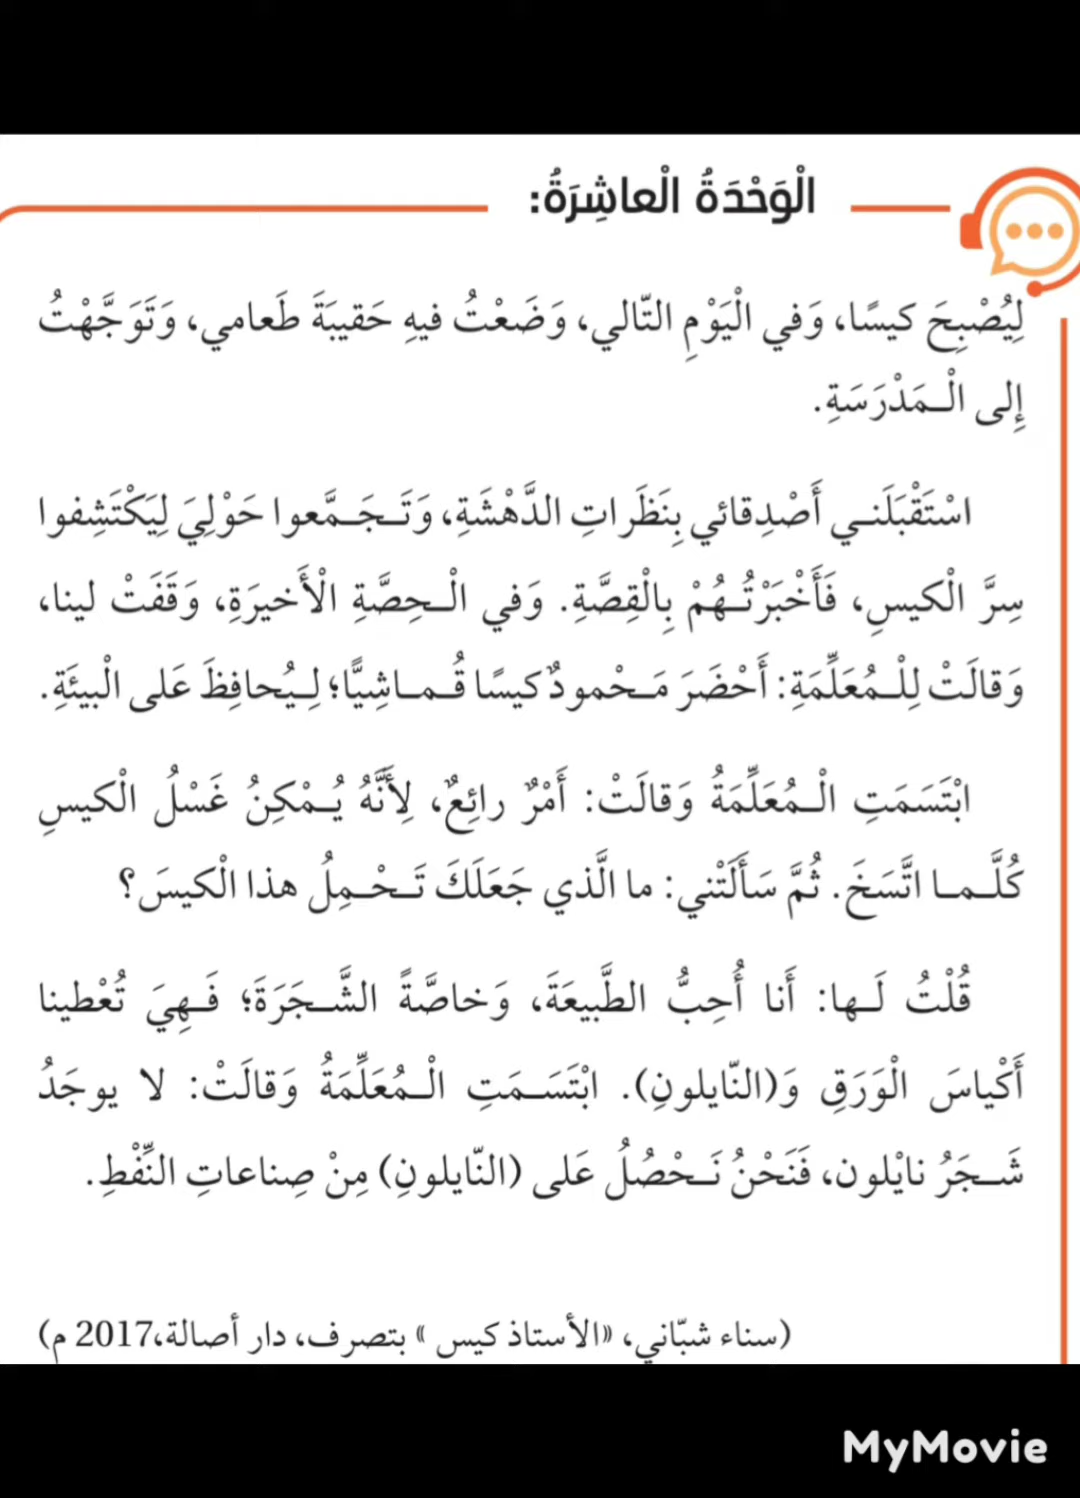 الْوَحْدَةُ الْعاشِرَةُ:
لِيُصْبِحَ كيسًا، وَفي الْيَوْمِ التّالي، وَضَعْتُ فيهِ حَقيبَةَ طَعامي، وَتَوَجَّهْتُ
إِلى الْـمَدْرَسَةِ.
اسْتَقْبَلَنـي أَصْدِقائي بِنَظَراتِ الدَّهْشَةِ، وَتَـجَـمَّعوا حَوْلِيَ لِيَكْتَشِفوا
سِرَّ الْكيسِ، فَأَخْبَرْتُـهُمْ بِالْقِصَّةِ. وَفي الْـحِصَّةِ الْأَخيرَةِ، وَقَفَتْ لينا،
وَقالَتْ لِلْـمُعَلِّمَةِ: أَحْضَرَ مَـحْمودٌ كيسًا قُـمـاشِيًّا؛ لِـيُحافِظَ عَلى الْبيئَةِ.
ابْتَسَمَتِ الْـمُعَلِّمَةُ وَقالَتْ: أَمْرٌ رائِعٌ، لِأَنَّهُ يُـمْكِنُ غَسْلُ الْكيسِ
كُلَّـمـا اتَّسَخَ. ثُمَّ سَأَلَتْني: ما الَّذي جَعَلَكَ تَـحْـمِلُ هذا الْكيسَ؟
قُلْتُ لَـها: أَنا أُحِبُّ الطَّبيعَةَ، وَخاصَّةً الشَّـجَرَةَ؛ فَـهِيَ تُعْطينا
أَكْياسَ الْوَرَقِ وَ(النّايلونِ). ابْتَسَـمَتِ الْـمُعَلِّمَةُ وَقالَتْ: لا يوجَدُ
شَـجَرُ نايْلون، فَنَحْنُ نَـحْصُلُ عَلى (النّايلونِ) مِنْ صِناعاتِ النِّفْطِ.
(سناء شبّاني، «الأستاذ كيس » بتصرف، دار أصالة،2017 م)
MyMovie